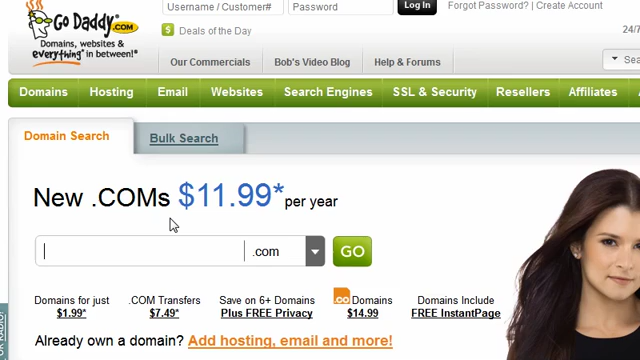 Username / Customer# Password Log In Forgot Password? | Create Account
Go Daddy.COM
Domains, websites &
everything* in between!*
Deals of the Day
24/7
Our Commercials Bob's Video Blog Help & Forums
Domains Hosting Email Websites Search Engines SSL & Security Resellers Affiliates
Domain Search Bulk Search
New .COMs $11.99* per year
.com GO
Domains for just .COM Transfers Save on 6+ Domains .co Domains Domains Include
$1.99* $7.49* Plus FREE Privacy $14.99 FREE InstantPage
Already own a domain? Add hosting, email and more!